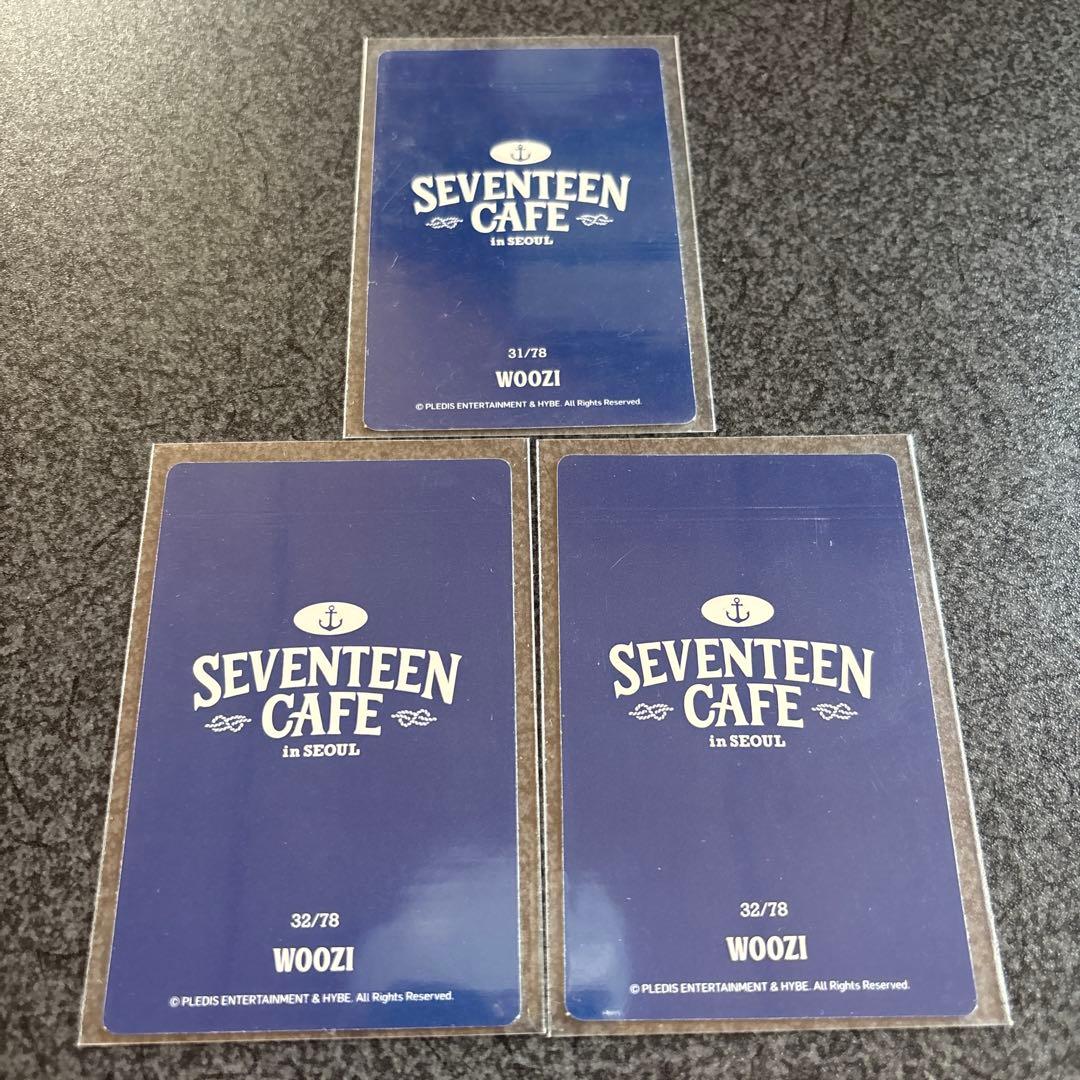 SEVENTEEN
CAFE
in SEOUL
31/78
WOOZI
© PLEDIS ENTERTAINMENT & HYBE. All Rights Reserved.
SEVENTEEN
CAFE
in SEOUL
32/78
WOOZI
© PLEDIS ENTERTAINMENT & HYBE. All Rights Reserved.
SEVENTEEN
CAFE
in SEOUL
32/78
WOOZI
© PLEDIS ENTERTAINMENT & HYBE. All Rights Reserved.